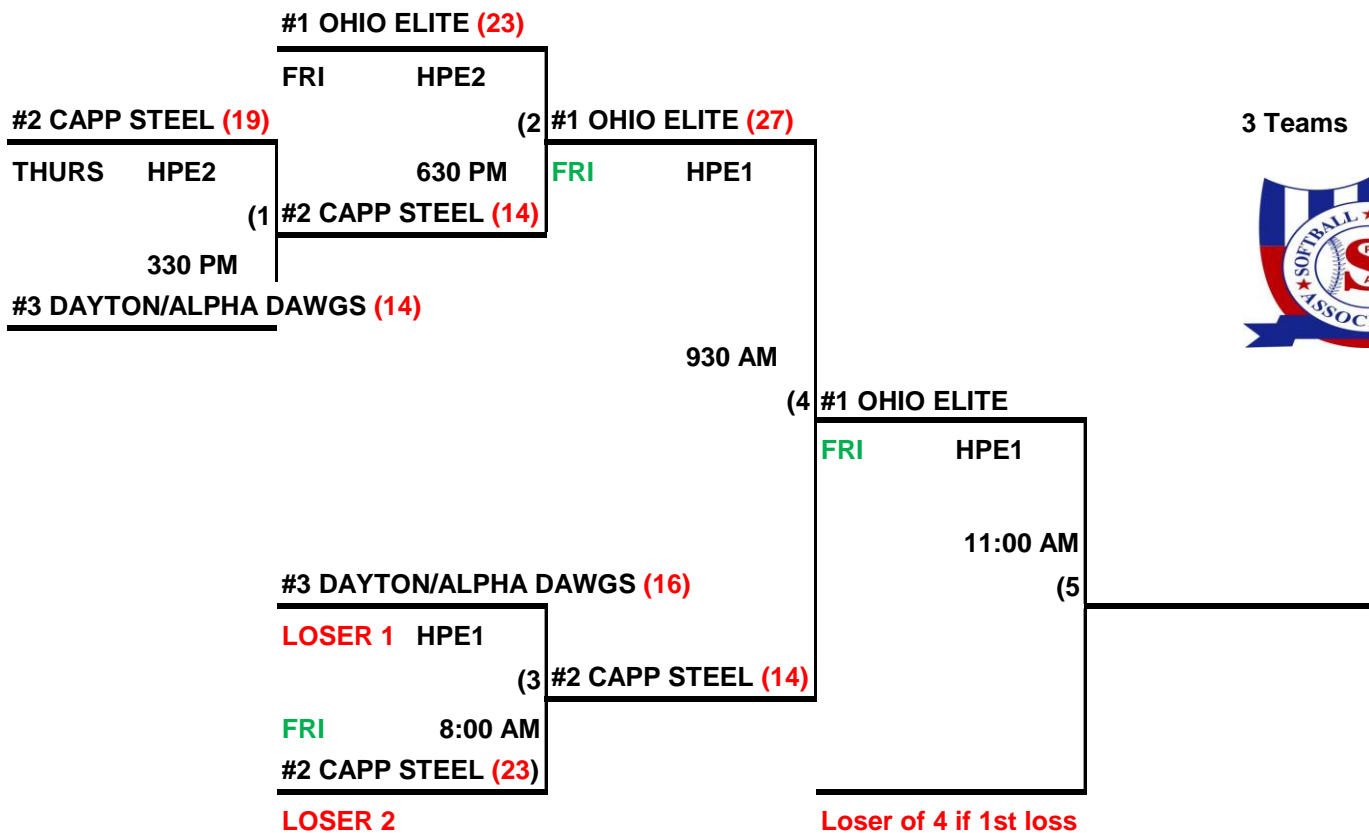 #1 OHIO ELITE (23)
FRI HPE2
#2 CAPP STEEL (19)
(2 #1 OHIO ELITE (27)
3 Teams
THURS HPE2
630 PM
FRI HPE1
(1 #2 CAPP STEEL (14)
330 PM
#3 DAYTON/ALPHA DAWGS (14)
SOFTBALL
930 AM
(4 #1 OHIO ELITE
FRI HPE1
11:00 AM
#3 DAYTON/ALPHA DAWGS (16)
(5
LOSER 1 HPE1
(3 #2 CAPP STEEL (14)
FRI 8:00 AM
#2 CAPP STEEL (23)
LOSER 2
Loser of 4 if 1st loss